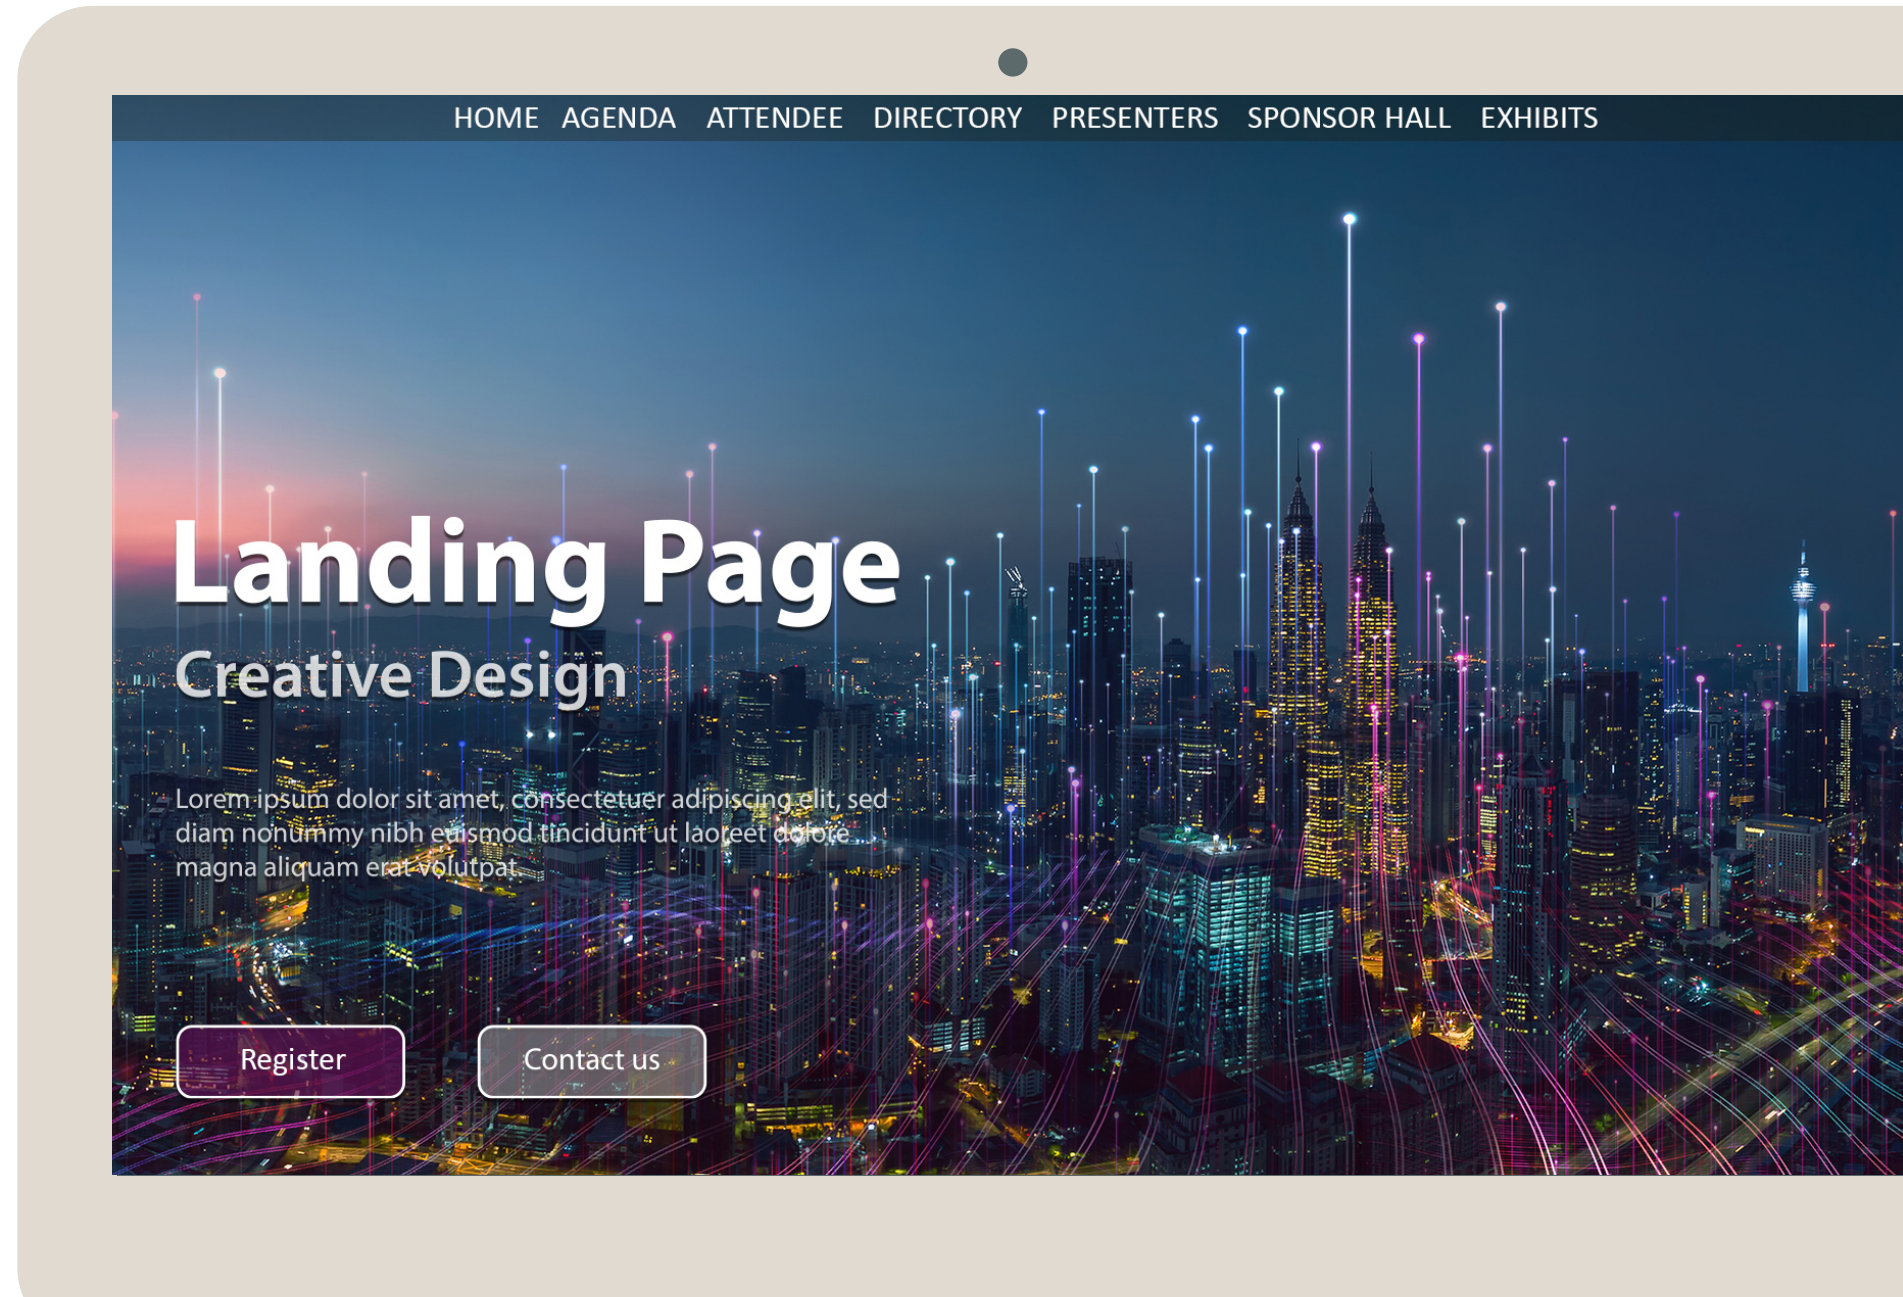 HOME AGENDA ATTENDEE DIRECTORY PRESENTERS SPONSOR HALL EXHIBITS
Landing Page
Creative Design
Lorem ipsum dolor sit amet, consectetuer adipiscing elit, sed
diam nonummy nibh euismod tincidunt ut laoreet dolore
magna aliquam erat volutpat.
Register Contact us